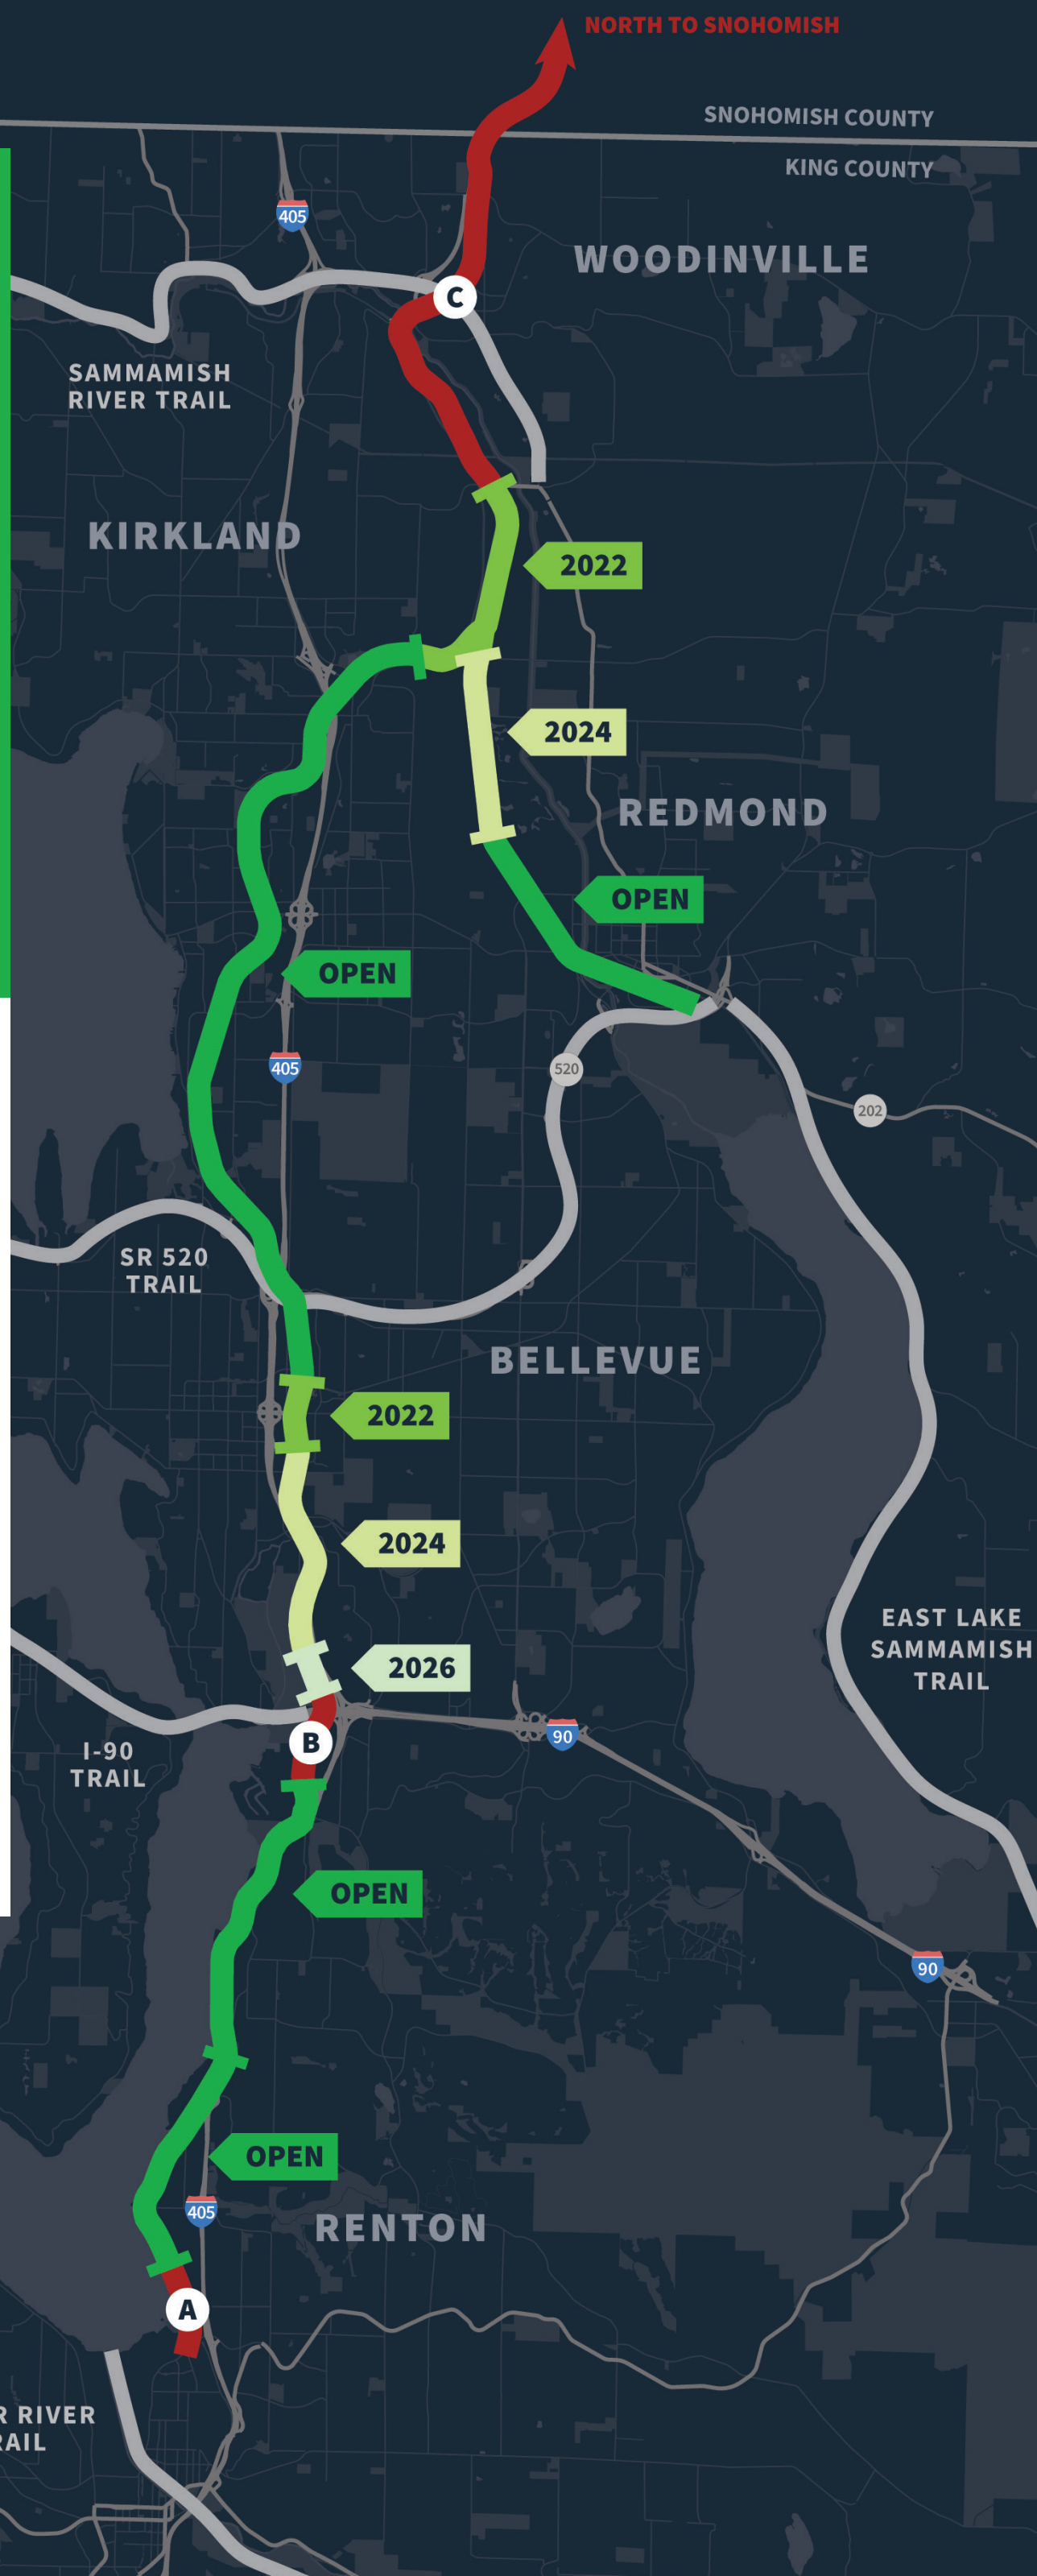 NORTH TO SNOHOMISH
SNOHOMISH COUNTY
KING COUNTY
405
WOODINVILLE
C
SAMMAMISH
RIVER TRAIL
KIRKLAND
2022
2024
REDMOND
OPEN
OPEN
405
520
202
SR 520
TRAIL
BELLEVUE
2022
2024
EAST LAKE
SAMMAMISH
TRAIL
2026
90
B
I-90
TRAIL
OPEN
90
OPEN
405
RENTON
A
R RIVER
RAIL